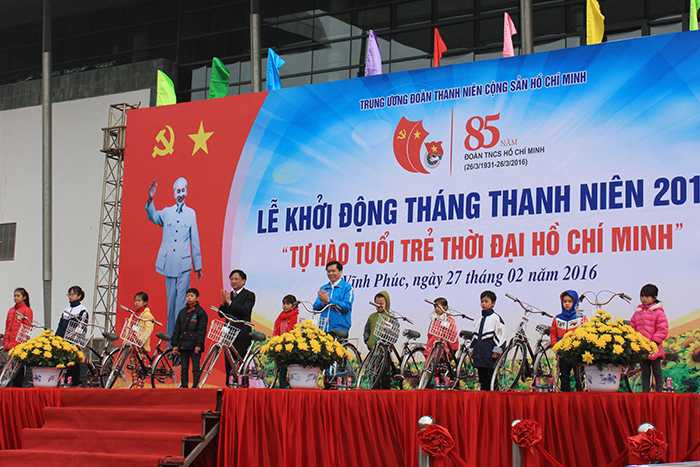 TRUNG ƯƠNG ĐOÀN THANH NIÊN CỘNG SẢN HỒ CHÍ MINH
85 NĂM
ĐOÀN TNCS HỒ CHÍ MINH
(26/3/1931-26/3/2016)
LỄ KHỞI ĐỘNG THÁNG THANH NIÊN 201
"TỰ HÀO TUỔI TRẺ THỜI ĐẠI HỒ CHÍ MINH"
Vĩnh Phúc, ngày 27 tháng 02 năm 2016